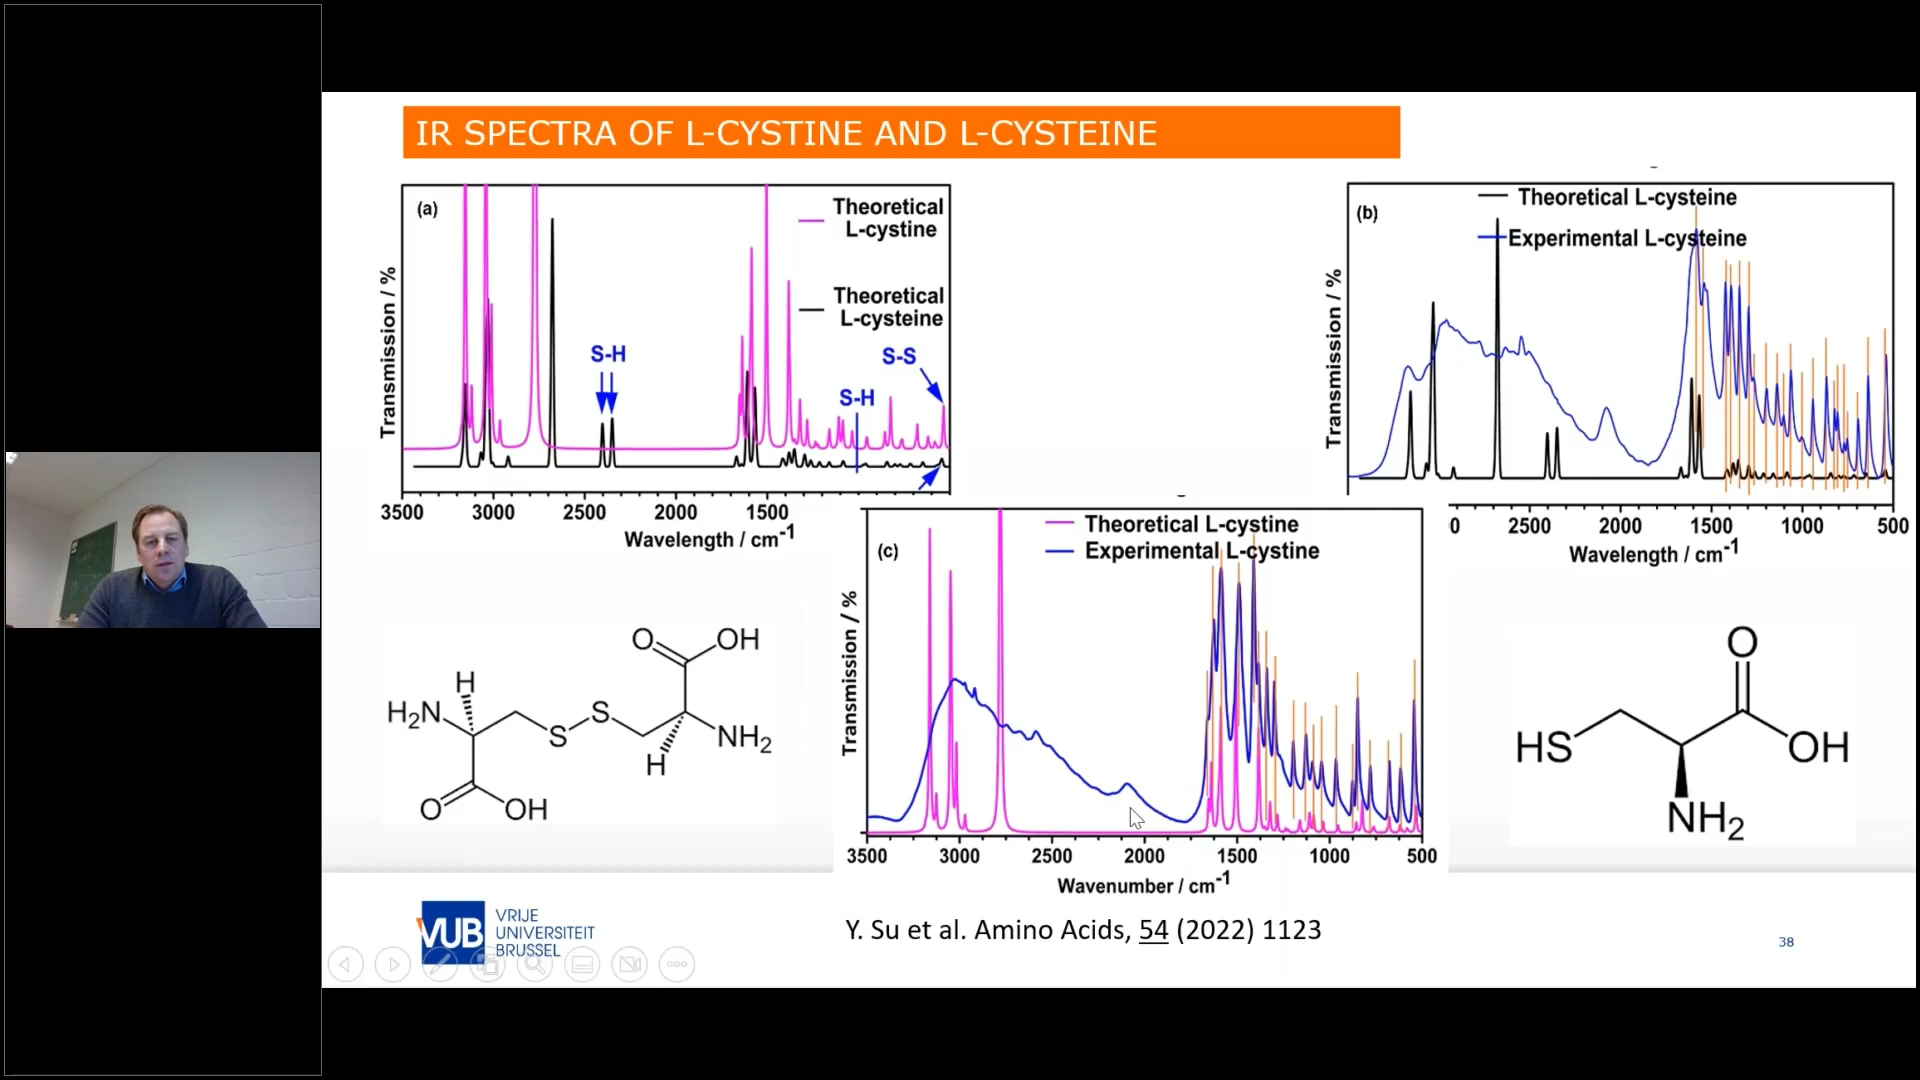 IR SPECTRA OF L-CYSTINE AND L-CYSTEINE
(a)
Theoretical
L-cystine
Theoretical
L-cysteine
S-H
S-H
S-S
Transmission / %
3500 3000 2500 2000 1500
Wavelength / cm-1
(b)
Theoretical L-cysteine
Experimental L-cysteine
Transmission / %
0 2500 2000 1500 1000 500
Wavelength / cm-1
(c)
Theoretical L-cystine
Experimental L-cystine
Transmission / %
3500 3000 2500 2000 1500 1000 500
Wavenumber / cm-1
O OH
H
H2N S
S
H NH2
O OH
O
HS OH
NH2
VUB
VRIJE
UNIVERSITEIT
BRUSSEL
Y. Su et al. Amino Acids, 54 (2022) 1123
38